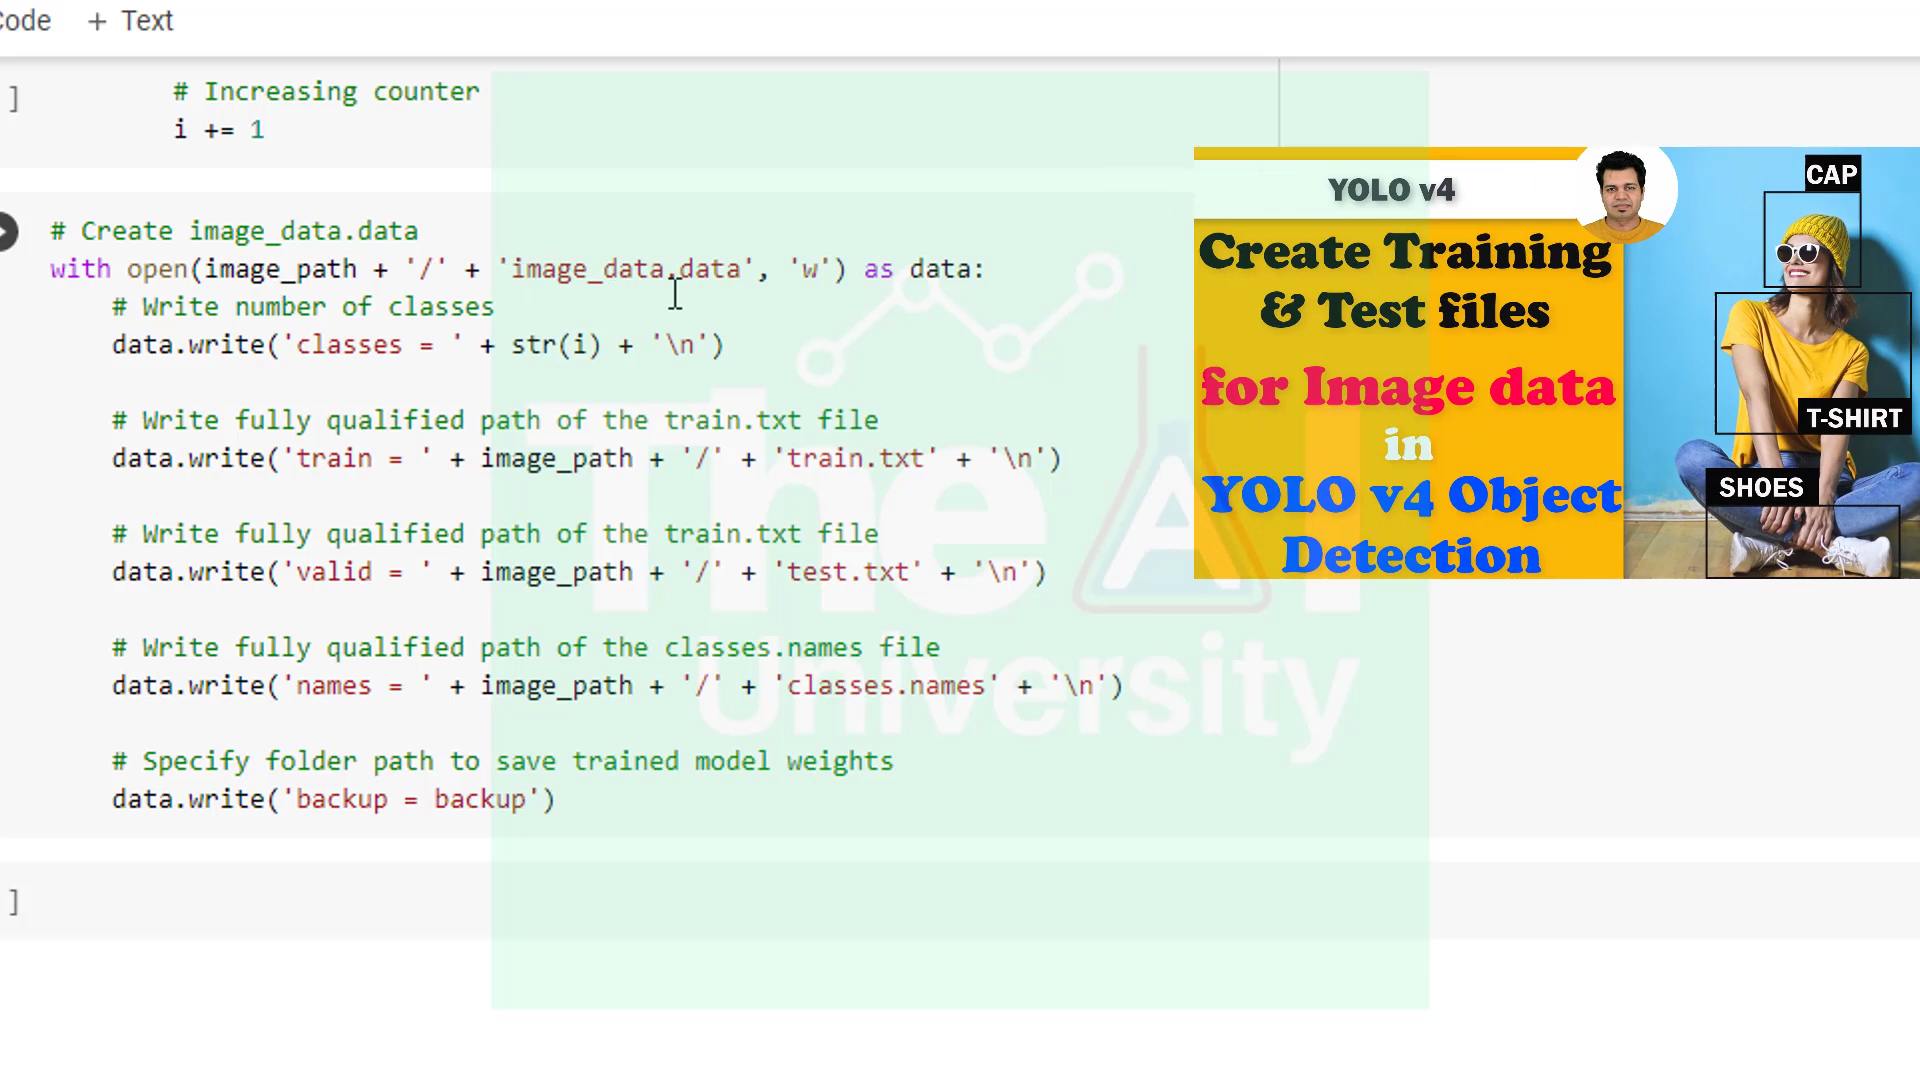 Code + Text
]
# Increasing counter
i += 1
# Create image_data.data
with open(image_path + '/' + 'image_data.data', 'w') as data:
# Write number of classes
data.write('classes = ' + str(i) + '\n')
# Write fully qualified path of the train.txt file
data.write('train = ' + image_path + '/' + 'train.txt' + '\n')
# Write fully qualified path of the train.txt file
data.write('valid = ' + image_path + '/' + 'test.txt' + '\n')
# Write fully qualified path of the classes.names file
data.write('names = ' + image_path + '/' + 'classes.names' + '\n')
# Specify folder path to save trained model weights
data.write('backup = backup')
]
YOLO v4
Create Training
& Test files
for Image data
in
YOLO v4 Object
Detection
CAP
T-SHIRT
SHOES
The AI
University